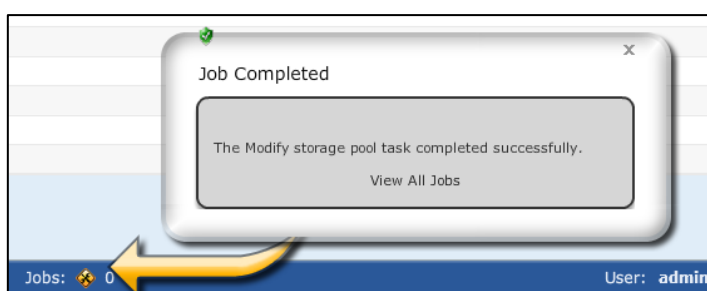 x
Job Completed
The Modify storage pool task completed successfully.
View All Jobs
Jobs: 0
User: admin